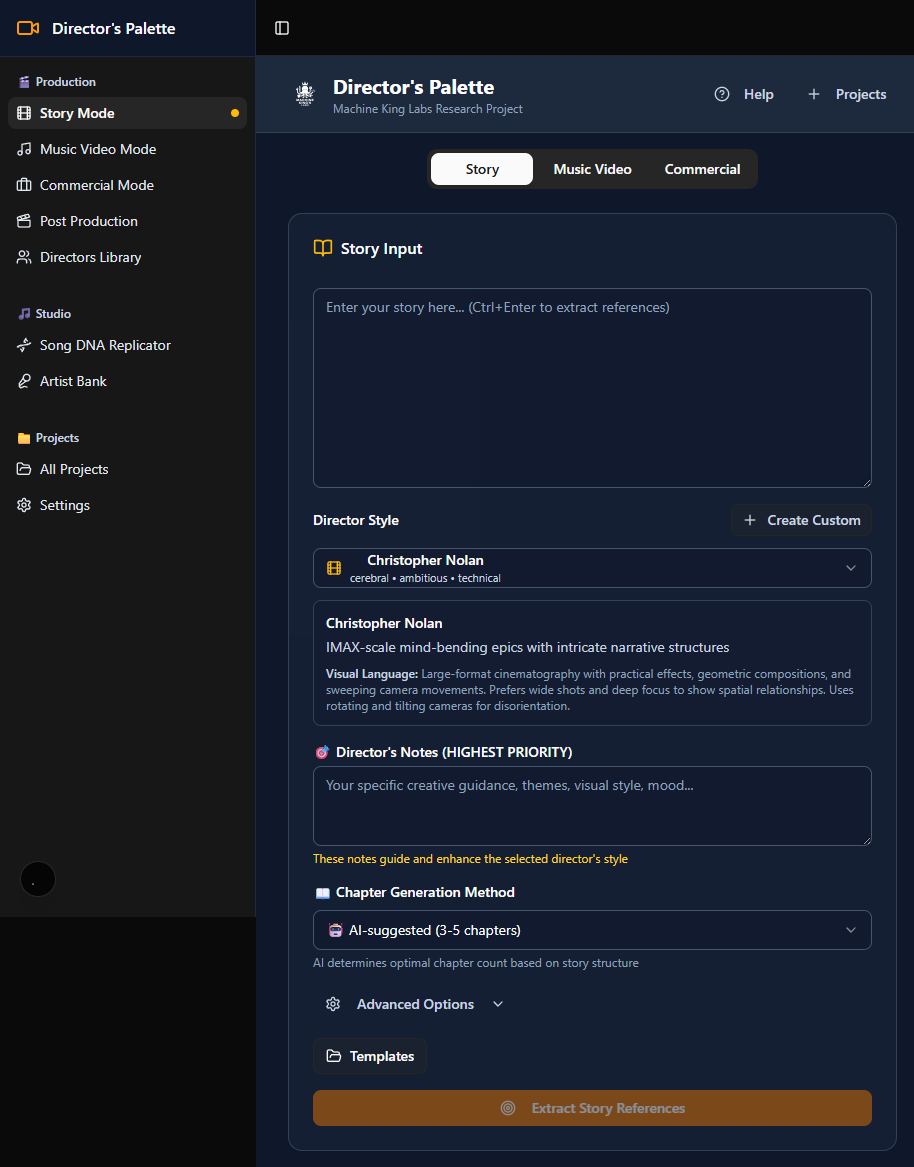 Director's Palette
Production
Story Mode
Music Video Mode
Commercial Mode
Post Production
Directors Library
Studio
Song DNA Replicator
Artist Bank
Projects
All Projects
Settings
Director's Palette
Machine King Labs Research Project
Help
Projects
Story
Music Video
Commercial
Story Input
Enter your story here... (Ctrl+Enter to extract references)
Director Style
Create Custom
Christopher Nolan
cerebral • ambitious • technical
Christopher Nolan
IMAX-scale mind-bending epics with intricate narrative structures
Visual Language: Large-format cinematography with practical effects, geometric compositions, and
sweeping camera movements. Prefers wide shots and deep focus to show spatial relationships. Uses
rotating and tilting cameras for disorientation.
Director's Notes (HIGHEST PRIORITY)
Your specific creative guidance, themes, visual style, mood...
These notes guide and enhance the selected director's style
Chapter Generation Method
AI-suggested (3-5 chapters)
AI determines optimal chapter count based on story structure
Advanced Options
Templates
Extract Story References